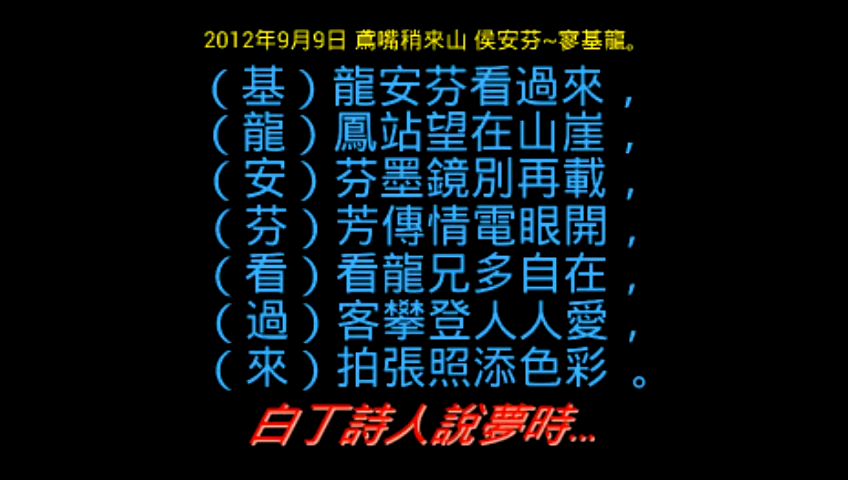 2012年9月9日 鳶嘴稍來山 侯安芬~寥基龍。
（基）龍安芬看過來，
（龍）鳳站望在山崖，
（安）芬墨鏡別再載，
（芬）芳傳情電眼開，
（看）看龍兄多自在，
（過）客攀登人人愛，
（來）拍張照添色彩。
白丁詩人說夢時...